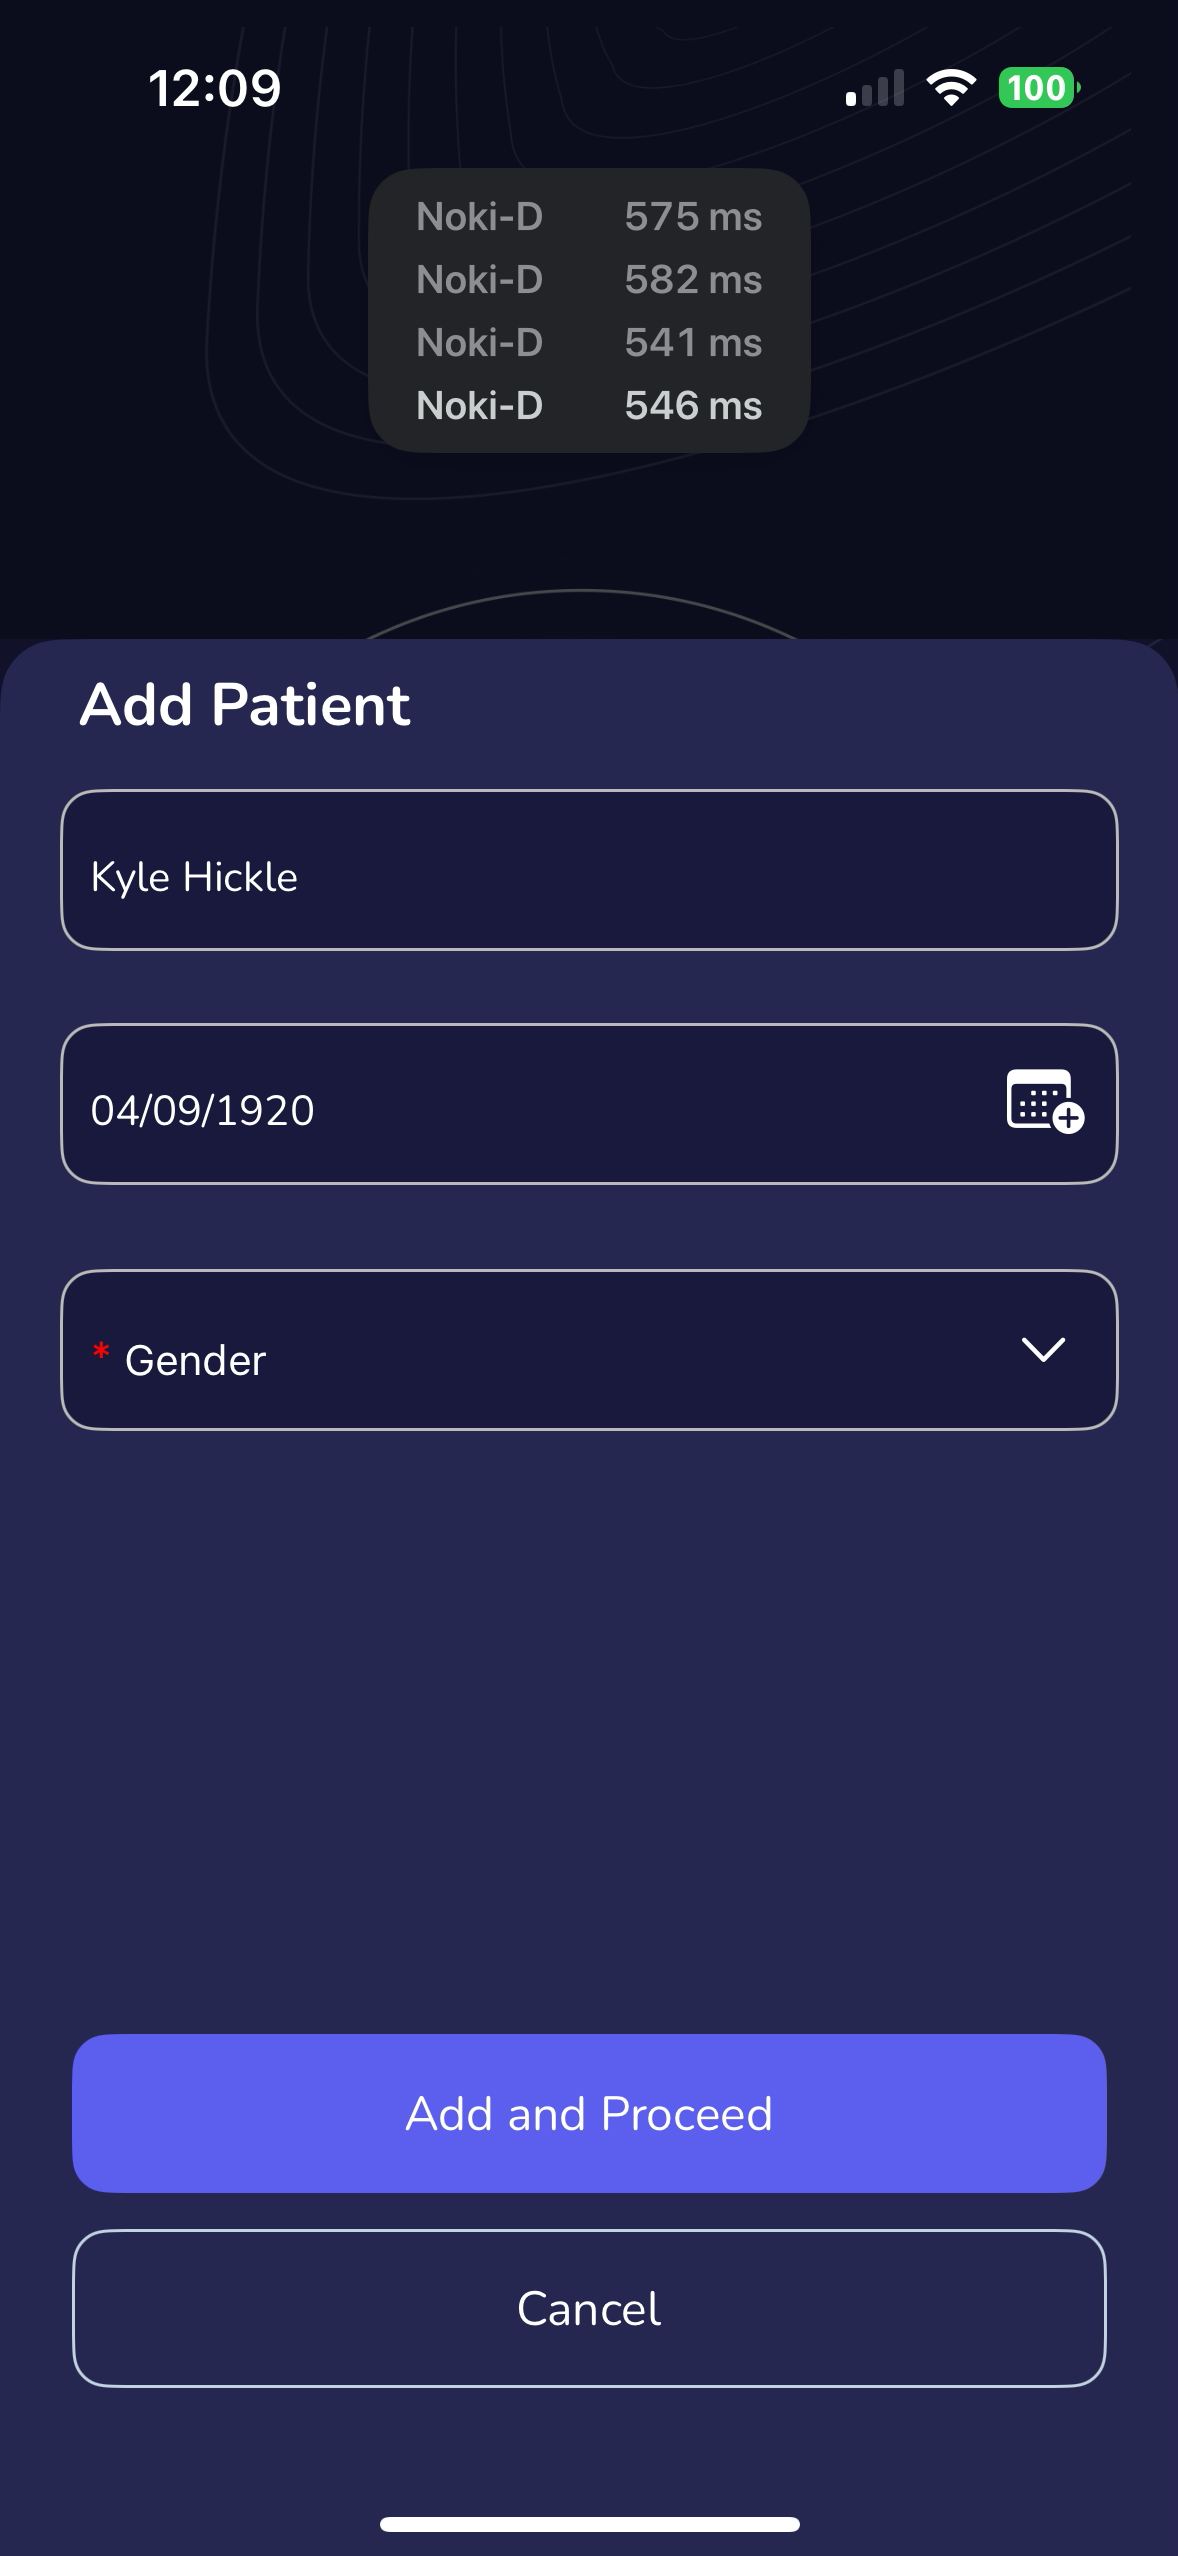 12:09
100
Noki-D 575 ms
Noki-D 582 ms
Noki-D 541 ms
Noki-D 546 ms
Add Patient
Kyle Hickle
04/09/1920
* Gender
Add and Proceed
Cancel